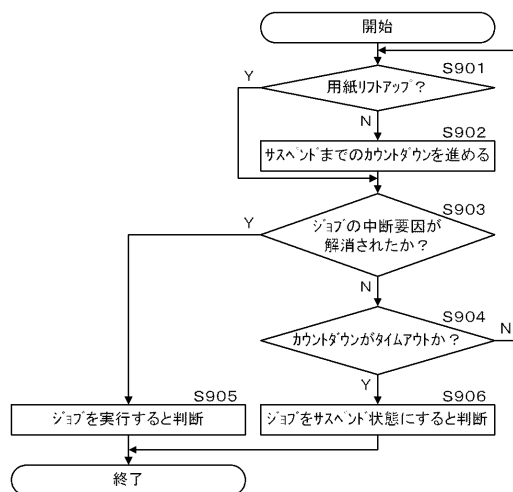 開始
S901
用紙リフトアップ？
Y
N
S902
サスペンドまでのカウントダウンを進める
S903
ジョブの中断要因が
解消されたか？
Y
N
S904
カウントダウンがタイムアウトか？
N
Y
S905
ジョブを実行すると判断
S906
ジョブをサスペンド状態にすると判断
終了